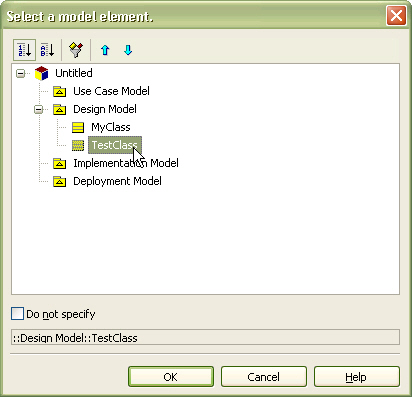 Select a model element.
Untitled
Use Case Model
Design Model
MyClass
TestClass
Implementation Model
Deployment Model
Do not specify
::Design Model::TestClass
OK Cancel Help